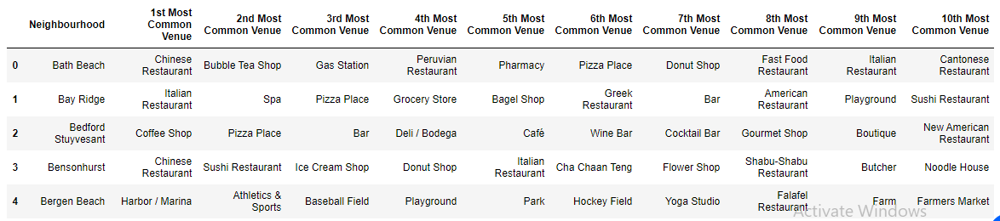 Neighbourhood 1st Most Common Venue 2nd Most Common Venue 3rd Most Common Venue 4th Most Common Venue 5th Most Common Venue 6th Most Common Venue 7th Most Common Venue 8th Most Common Venue 9th Most Common Venue 10th Most Common Venue
0 Bath Beach Chinese Restaurant Bubble Tea Shop Gas Station Peruvian Restaurant Pharmacy Pizza Place Donut Shop Fast Food Restaurant Italian Restaurant Cantonese Restaurant
1 Bay Ridge Italian Restaurant Spa Pizza Place Grocery Store Bagel Shop Greek Restaurant Bar American Restaurant Playground Sushi Restaurant
2 Bedford Stuyvesant Coffee Shop Pizza Place Bar Deli / Bodega Café Wine Bar Cocktail Bar Gourmet Shop Boutique New American Restaurant
3 Bensonhurst Chinese Restaurant Sushi Restaurant Ice Cream Shop Donut Shop Italian Restaurant Cha Chaan Teng Flower Shop Shabu-Shabu Restaurant Butcher Noodle House
4 Bergen Beach Harbor / Marina Athletics & Sports Baseball Field Playground Park Hockey Field Yoga Studio Falafel Restaurant Farm Farmers Market
Activate Windows